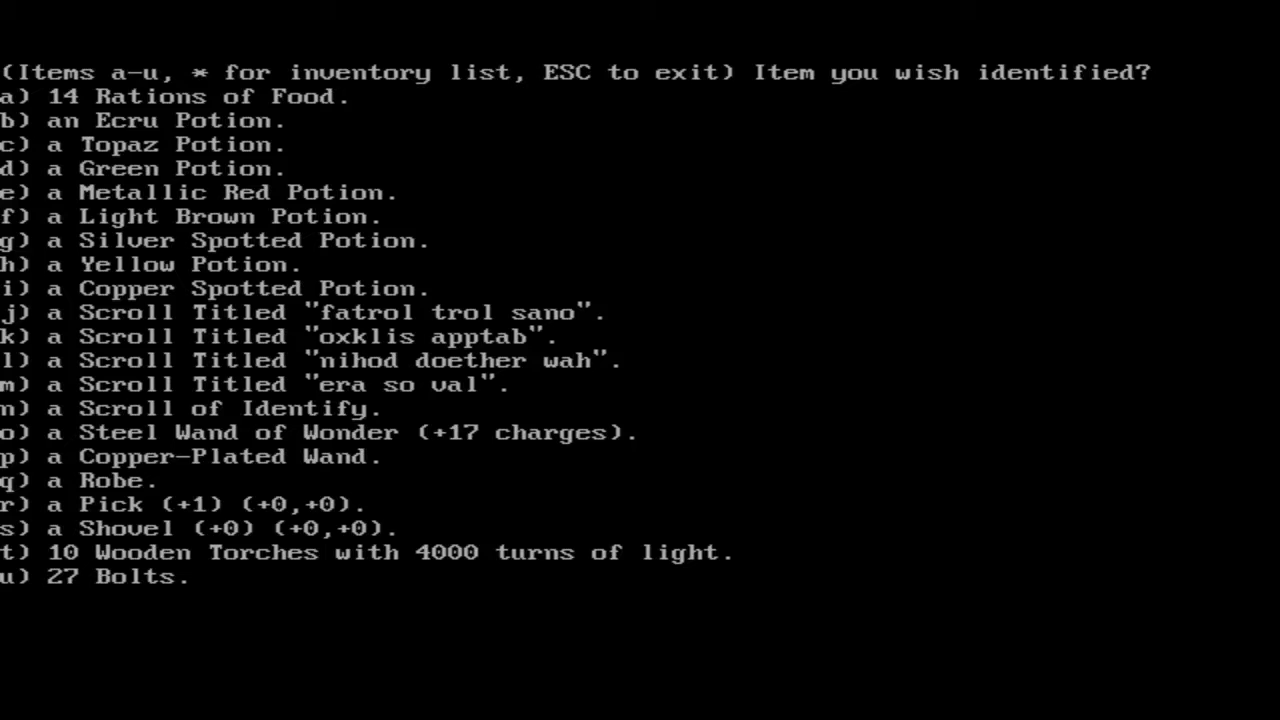 (Items a-u, * for inventory list, ESC to exit) Item you wish identified?
a) 14 Rations of Food.
b) an Ecru Potion.
c) a Topaz Potion.
d) a Green Potion.
e) a Metallic Red Potion.
f) a Light Brown Potion.
g) a Silver Spotted Potion.
h) a Yellow Potion.
i) a Copper Spotted Potion.
j) a Scroll Titled "fatrol trol sano".
k) a Scroll Titled "oxklis apptab".
l) a Scroll Titled "nihod doether wah".
m) a Scroll Titled "era so val".
n) a Scroll of Identify.
o) a Steel Wand of Wonder (+17 charges).
p) a Copper-Plated Wand.
q) a Robe.
r) a Pick (+1) (+0,+0).
s) a Shovel (+0) (+0,+0).
t) 10 Wooden Torches with 4000 turns of light.
u) 27 Bolts.